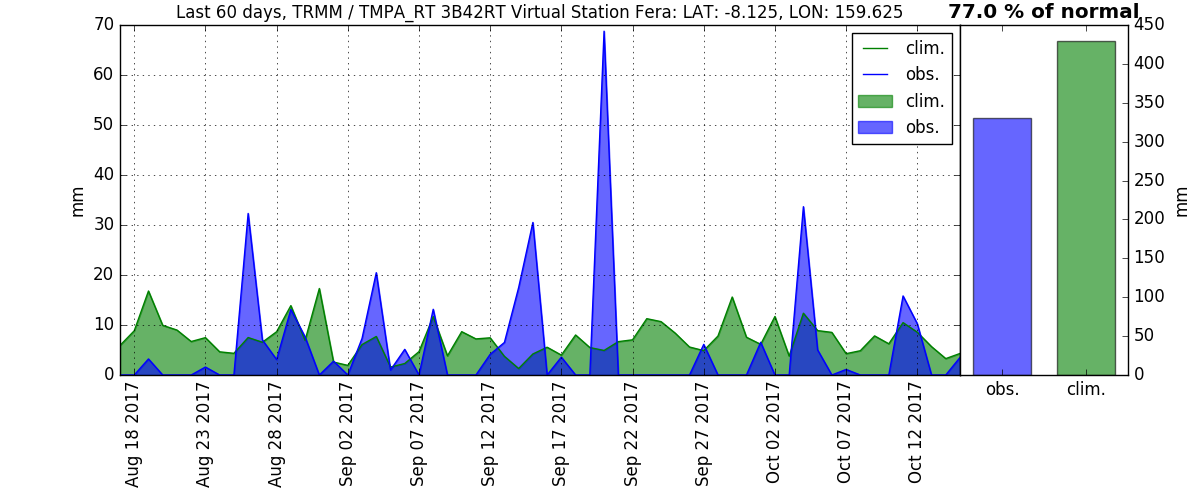 Last 60 days, TRMM / TMPA_RT 3B42RT Virtual Station Fera: LAT: -8.125, LON: 159.625
77.0 % of normal
70
60
50
40
30
20
10
0
mm
clim.
obs.
clim.
obs.
Aug 18 2017
Aug 23 2017
Aug 28 2017
Sep 02 2017
Sep 07 2017
Sep 12 2017
Sep 17 2017
Sep 22 2017
Sep 27 2017
Oct 02 2017
Oct 07 2017
Oct 12 2017
450
400
350
300
250
200
150
100
50
0
mm
obs.
clim.